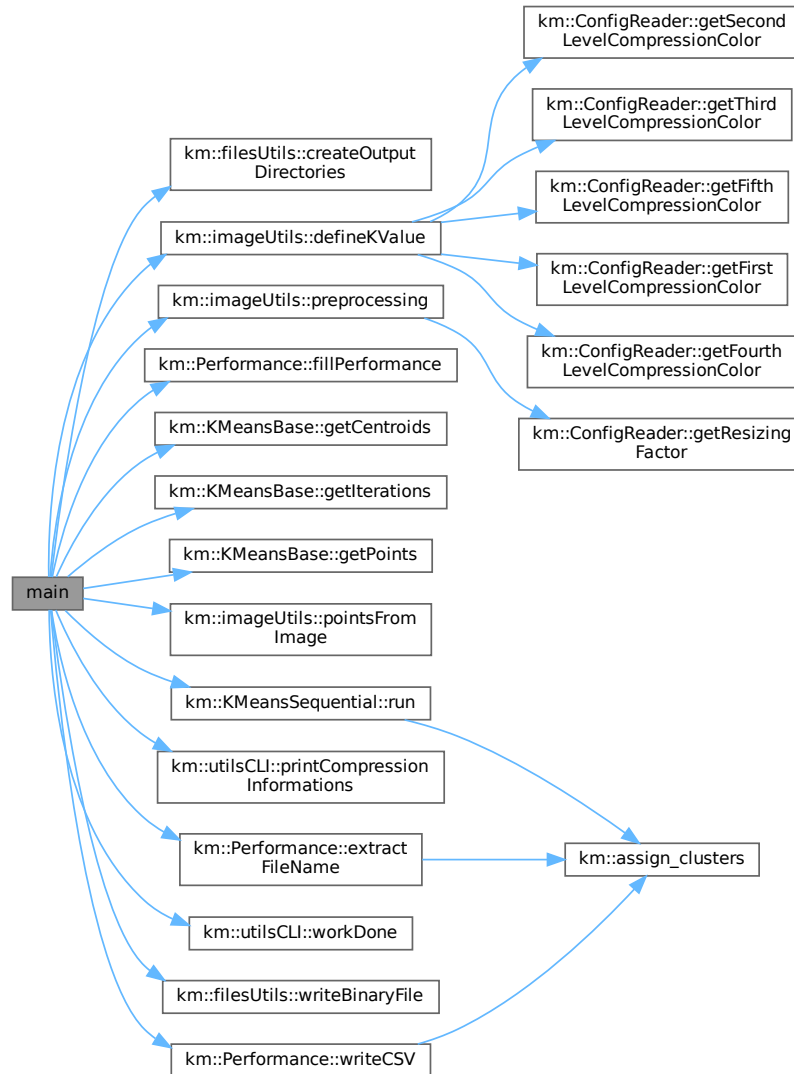 main
km::filesUtils::createOutput
Directories
km::imageUtils::defineKValue
km::imageUtils::preprocessing
km::Performance::fillPerformance
km::KMeansBase::getCentroids
km::KMeansBase::getIterations
km::KMeansBase::getPoints
km::imageUtils::pointsFrom
Image
km::KMeansSequential::run
km::utilsCLI::printCompression
Informations
km::Performance::extract
FileName
km::utilsCLI::workDone
km::filesUtils::writeBinaryFile
km::Performance::writeCSV
km::ConfigReader::getSecond
LevelCompressionColor
km::ConfigReader::getThird
LevelCompressionColor
km::ConfigReader::getFifth
LevelCompressionColor
km::ConfigReader::getFirst
LevelCompressionColor
km::ConfigReader::getFourth
LevelCompressionColor
km::ConfigReader::getResizing
Factor
km::assign_clusters